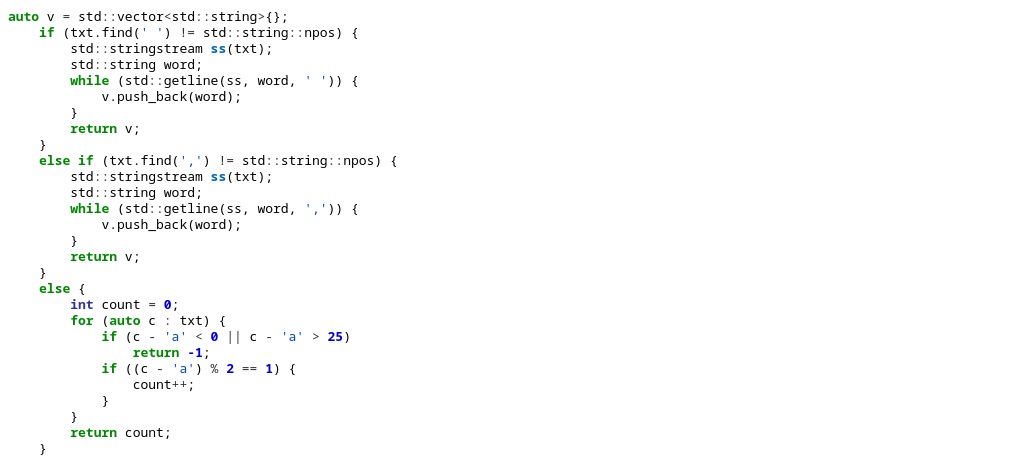 auto v = std::vector<std::string>{};
    if (txt.find(' ') != std::string::npos) {
        std::stringstream ss(txt);
        std::string word;
        while (std::getline(ss, word, ' ')) {
            v.push_back(word);
        }
        return v;
    }
    else if (txt.find(',') != std::string::npos) {
        std::stringstream ss(txt);
        std::string word;
        while (std::getline(ss, word, ',')) {
            v.push_back(word);
        }
        return v;
    }
    else {
        int count = 0;
        for (auto c : txt) {
            if (c - 'a' < 0 || c - 'a' > 25)
                return -1;
            if ((c - 'a') % 2 == 1) {
                count++;
            }
        }
        return count;
    }